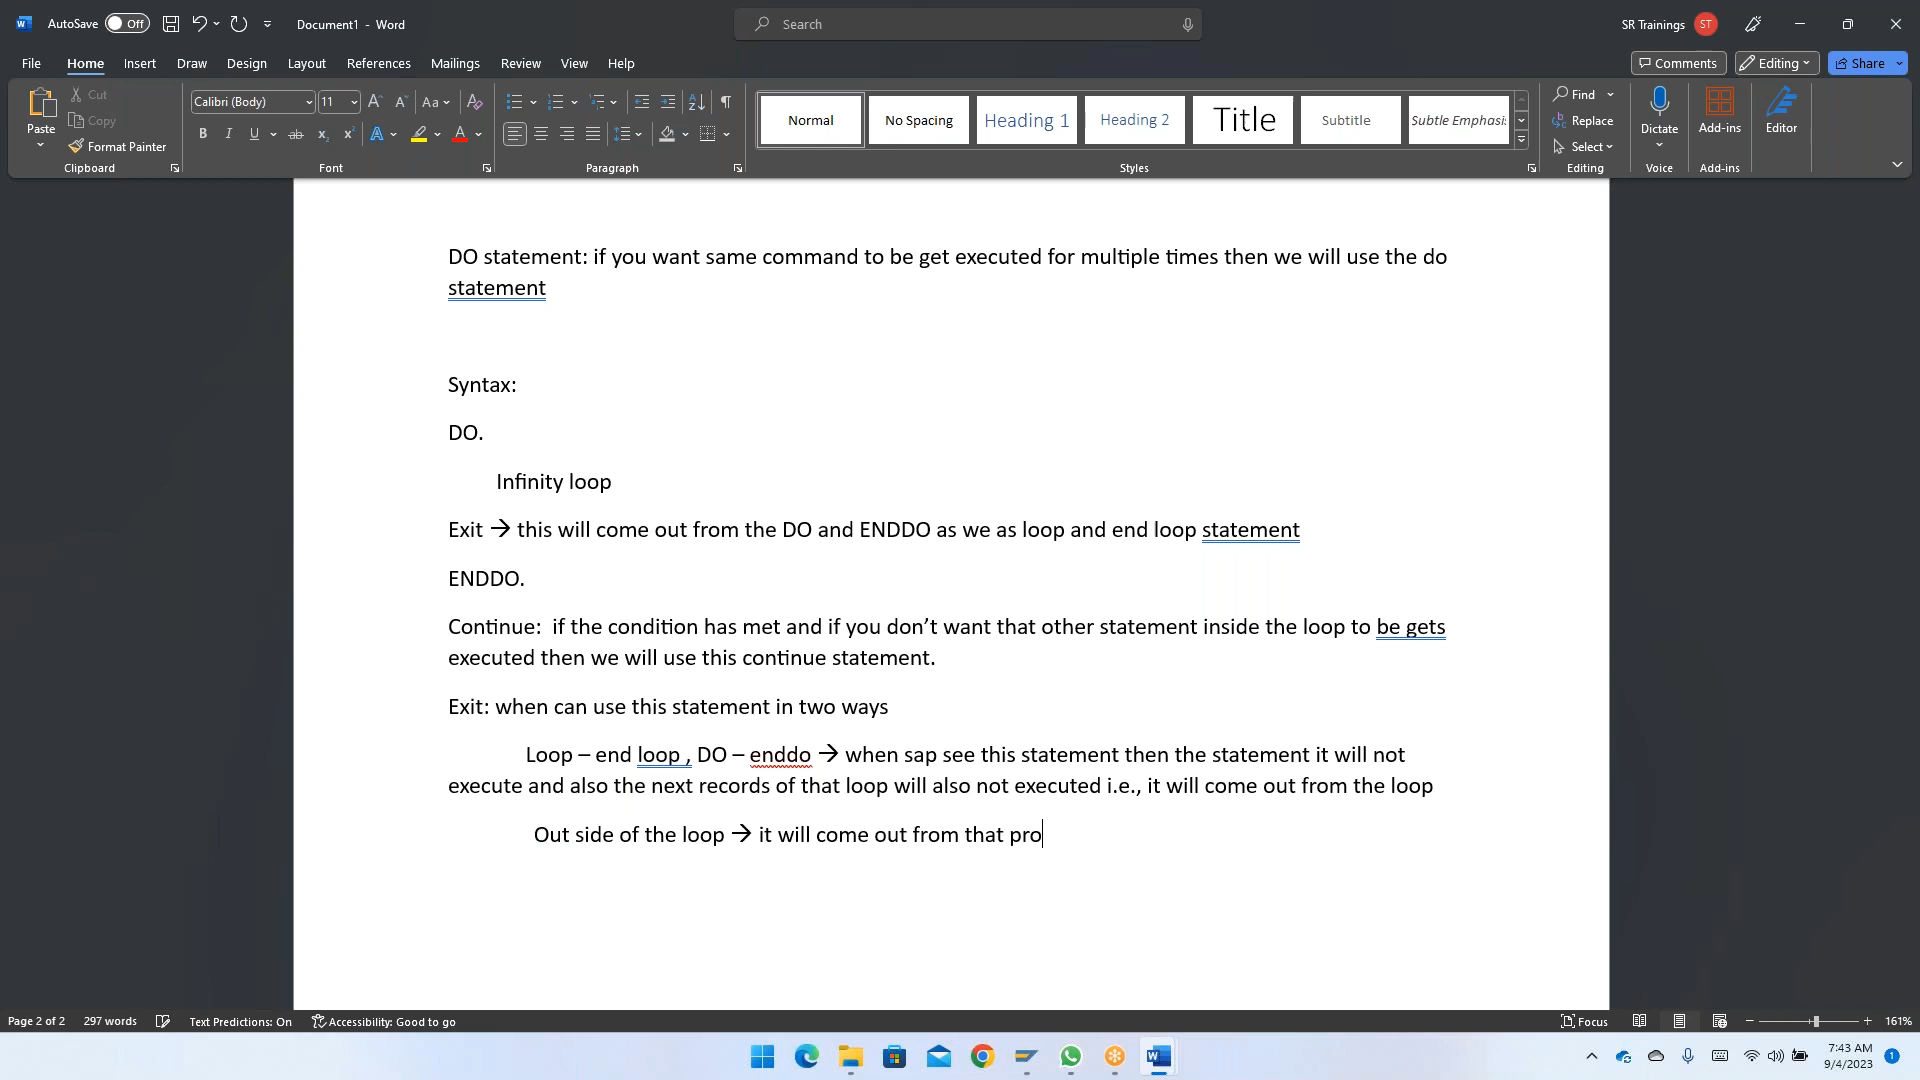 AutoSave Off Document1 - Word Search SR Trainings ST
File Home Insert Draw Design Layout References Mailings Review View Help Comments Editing Share
Paste Cut Copy Format Painter Clipboard
Calibri (Body) 11 Font
Paragraph
Normal No Spacing Heading 1 Heading 2 Title Subtitle Subtle Emphasi: Styles
Find Replace Select Editing
Dictate Voice
Add-ins Add-ins
Editor
DO statement: if you want same command to be get executed for multiple times then we will use the do
statement
Syntax:
DO.
Infinity loop
Exit → this will come out from the DO and ENDDO as we as loop and end loop statement
ENDDO.
Continue:  if the condition has met and if you don’t want that other statement inside the loop to be gets
executed then we will use this continue statement.
Exit: when can use this statement in two ways
Loop – end loop , DO – enddo → when sap see this statement then the statement it will not
execute and also the next records of that loop will also not executed i.e., it will come out from the loop
Out side of the loop → it will come out from that pro
Page 2 of 2 297 words Text Predictions: On Accessibility: Good to go Focus 161%
7:43 AM
9/4/2023 1